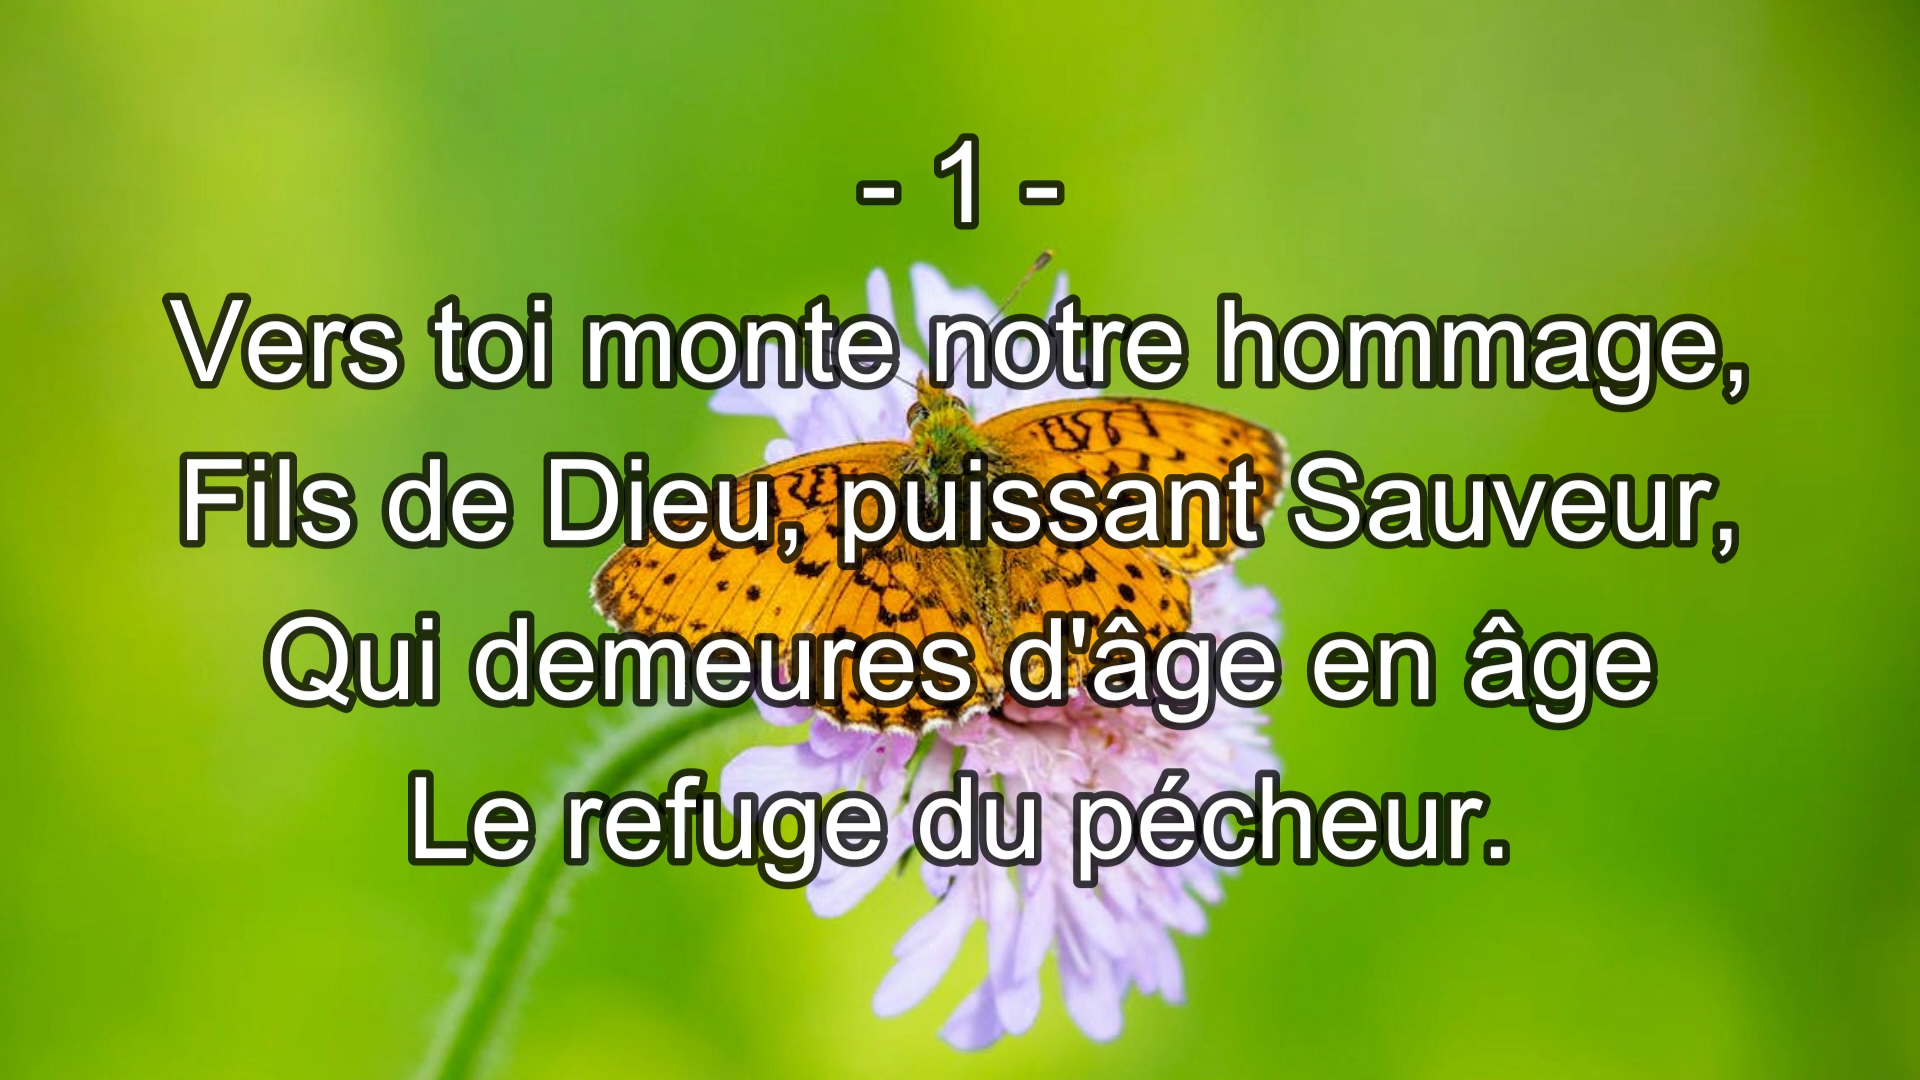 - 1 -
Vers toi monte notre hommage,
Fils de Dieu, puissant Sauveur,
Qui demeures d'âge en âge
Le refuge du pécheur.